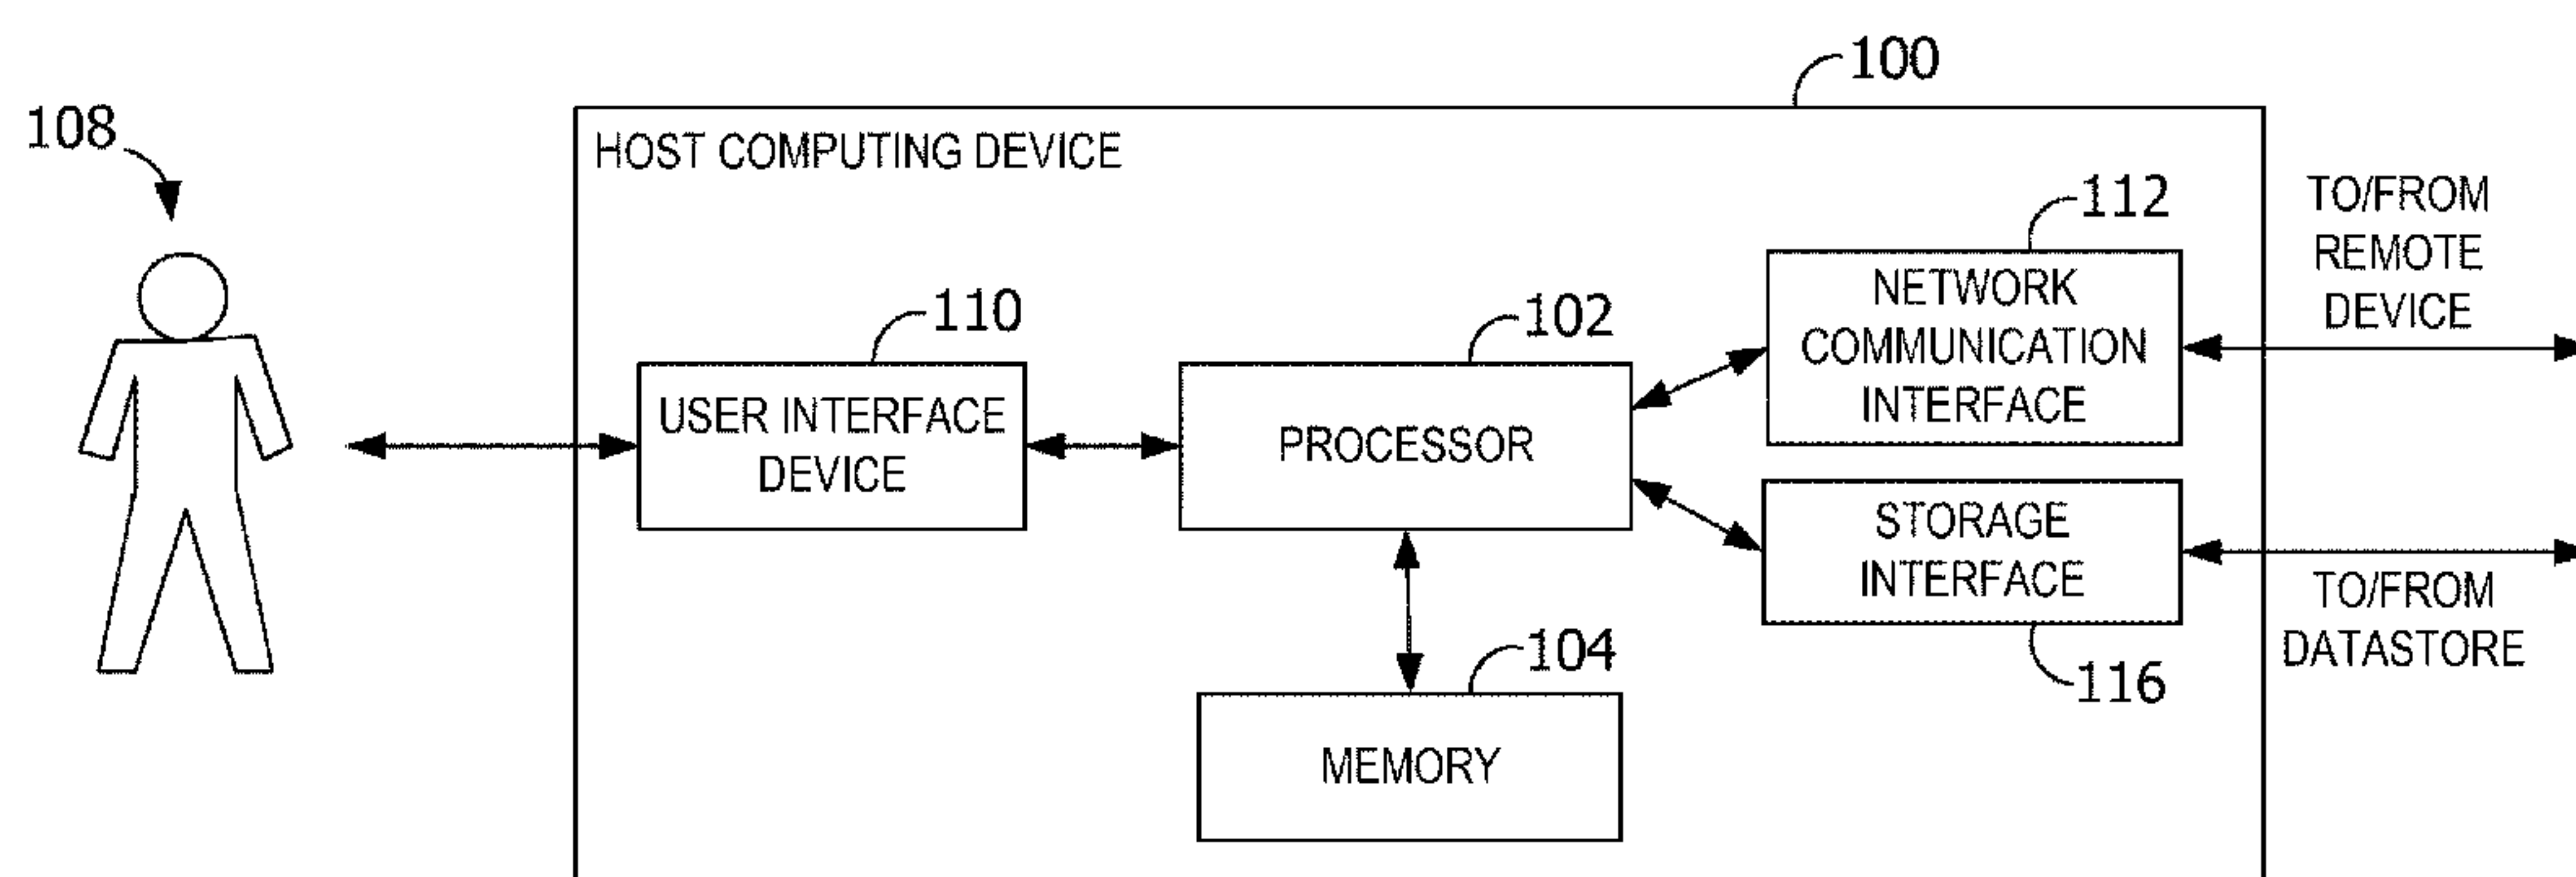 100
108
HOST COMPUTING DEVICE
112
TO/FROM
REMOTE
DEVICE
110
102
NETWORK
COMMUNICATION
INTERFACE
USER INTERFACE
DEVICE
PROCESSOR
STORAGE
INTERFACE
TO/FROM
DATASTORE
104
116
MEMORY